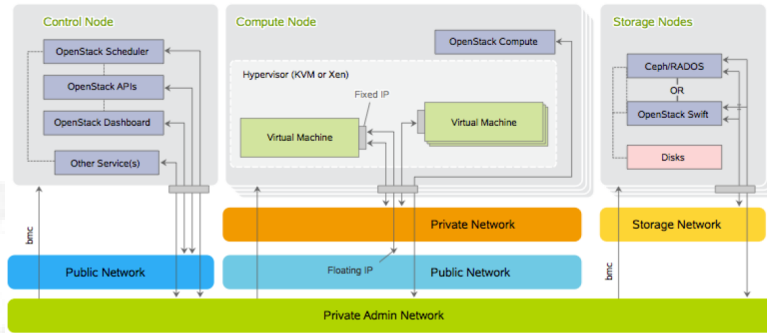 Control Node
OpenStack Scheduler
OpenStack APIs
OpenStack Dashboard
Other Service(s)
Compute Node
OpenStack Compute
Hypervisor (KVM or Xen)
Fixed IP
Virtual Machine
Virtual Machine
Storage Nodes
Ceph/RADOS
OR
OpenStack Swift
Disks
Private Network
Storage Network
bmc
bmc
Public Network
Floating IP
Public Network
Private Admin Network